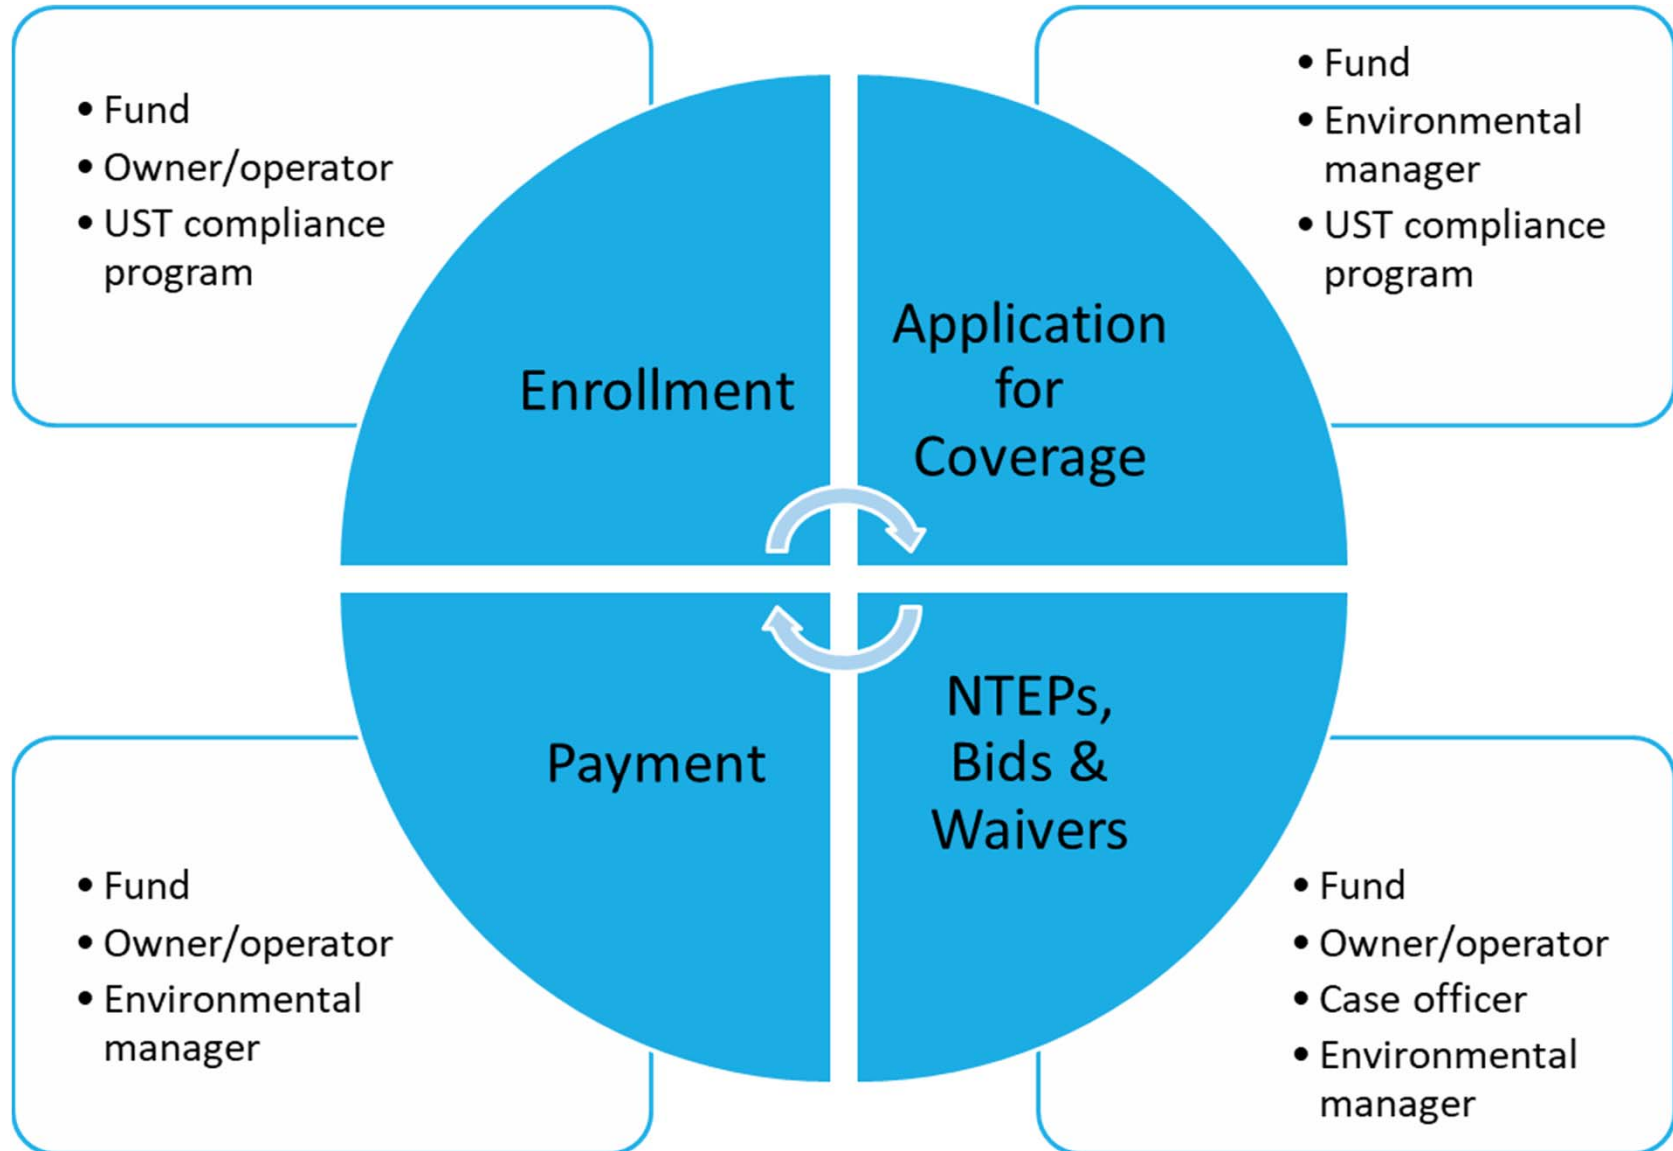 • Fund
• Owner/operator
• UST compliance
program
• Fund
• Environmental
manager
• UST compliance
program
Enrollment
Application
for
Coverage
Payment
NTEPs,
Bids &
Waivers
• Fund
• Owner/operator
• Environmental
manager
• Fund
• Owner/operator
• Case officer
• Environmental
manager